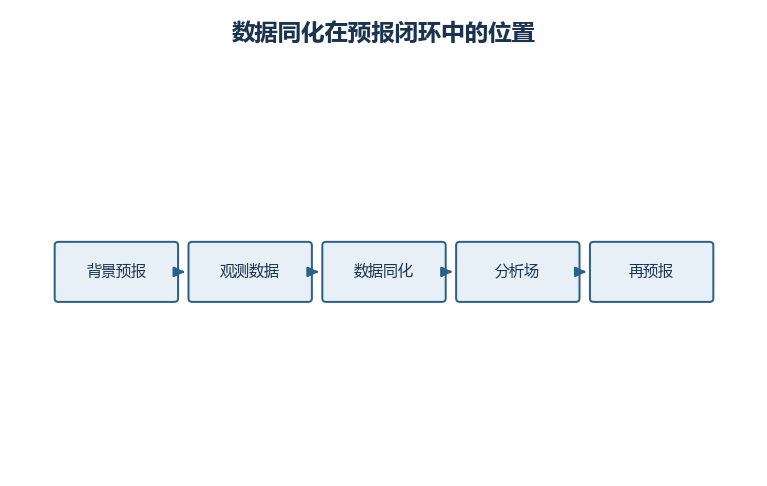 数据同化在预报闭环中的位置
背景预报
观测数据
数据同化
分析场
再预报